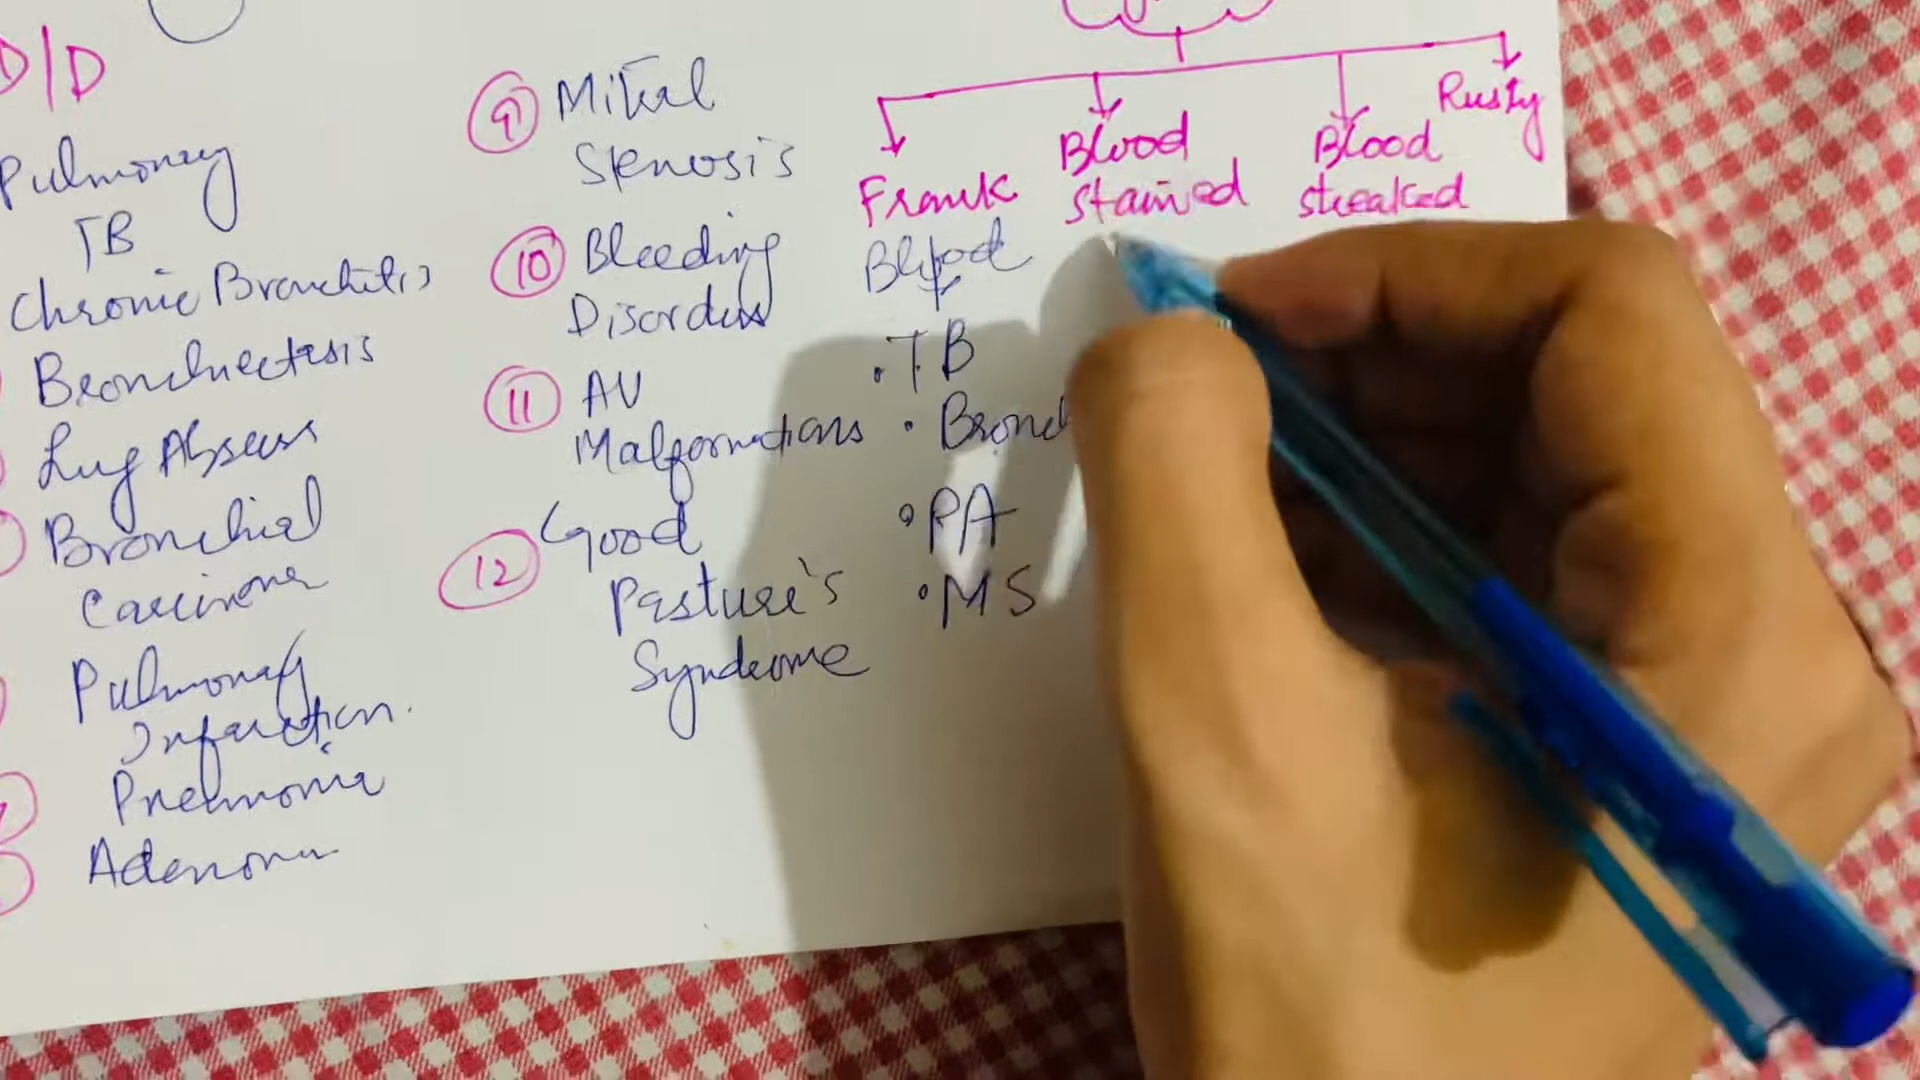 D/D
Pulmonary
TB
Chronic Bronchitis
Bronchiectasis
Lung Abscess
Bronchial
Carcinoma
Pulmonary
Infarction.
Pneumonia
Adenoma
9 Mitral
Stenosis
10 Bleeding
Disorders
11 AV
Malformations
12 Good
Pasture's
Syndrome
Frank
Blood
• TB
• Bronch
• PA
• MS
Blood
stained
Blood
streaked
Rusty